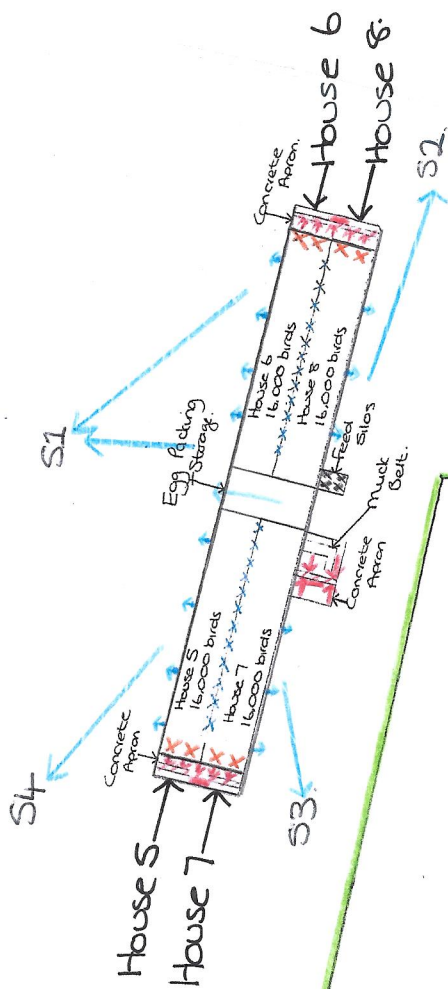 House 6
House 8.
Concrete
Apron.
S2.
S1
House 6
16,000 birds
House 8
16,000 birds
Egg Packing
+ Storage.
Feed
Silos
Muck
Belt.
Concrete
Apron
House 5
16,000 birds
House 7
16,000 birds
Concrete
Apron
S4
S3
House 5
House 7